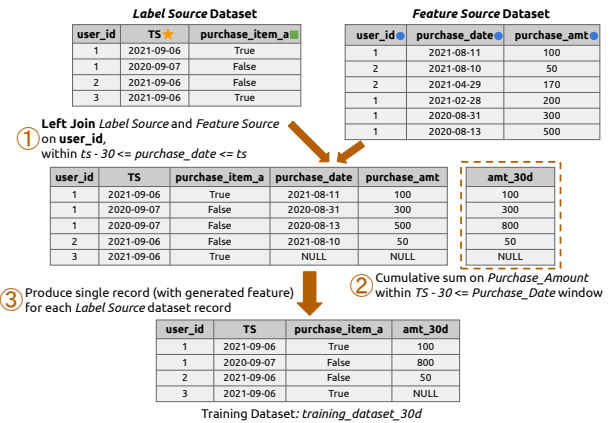 Label Source Dataset
user_id TS purchase_item_a
1 2021-09-06 True
1 2020-09-07 False
2 2021-09-06 False
3 2021-09-06 True
Feature Source Dataset
user_id purchase_date purchase_amt
1 2021-08-11 100
2 2021-08-10 50
2 2021-04-29 170
1 2021-02-28 200
1 2020-08-31 300
1 2020-08-13 500
1 Left Join Label Source and Feature Source
on user_id,
within ts - 30 <= purchase_date <= ts
user_id TS purchase_item_a purchase_date purchase_amt
1 2021-09-06 True 2021-08-11 100
1 2020-09-07 False 2020-08-31 300
1 2020-09-07 False 2020-08-13 500
2 2021-09-06 False 2021-08-10 50
3 2021-09-06 True NULL NULL
amt_30d
100
300
800
50
NULL
2 Cumulative sum on Purchase_Amount
within TS - 30 <= Purchase_Date window
3 Produce single record (with generated feature)
for each Label Source dataset record
user_id TS purchase_item_a amt_30d
1 2021-09-06 True 100
1 2020-09-07 False 800
2 2021-09-06 False 50
3 2021-09-06 True NULL
Training Dataset: training_dataset_30d